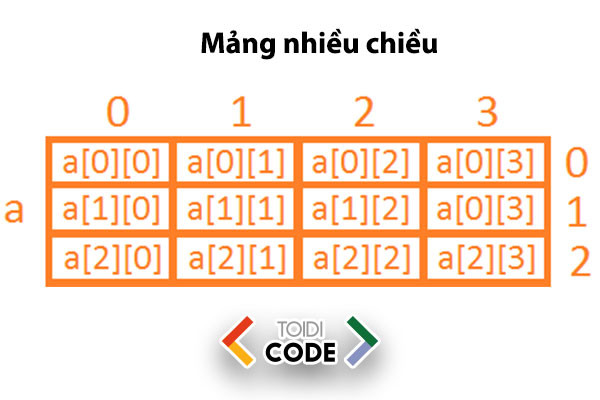 Mảng nhiều chiều
0 1 2 3
a[0][0] a[0][1] a[0][2] a[0][3] 0
a a[1][0] a[1][1] a[1][2] a[0][3] 1
a[2][0] a[2][1] a[2][2] a[2][3] 2
TOIDI
CODE